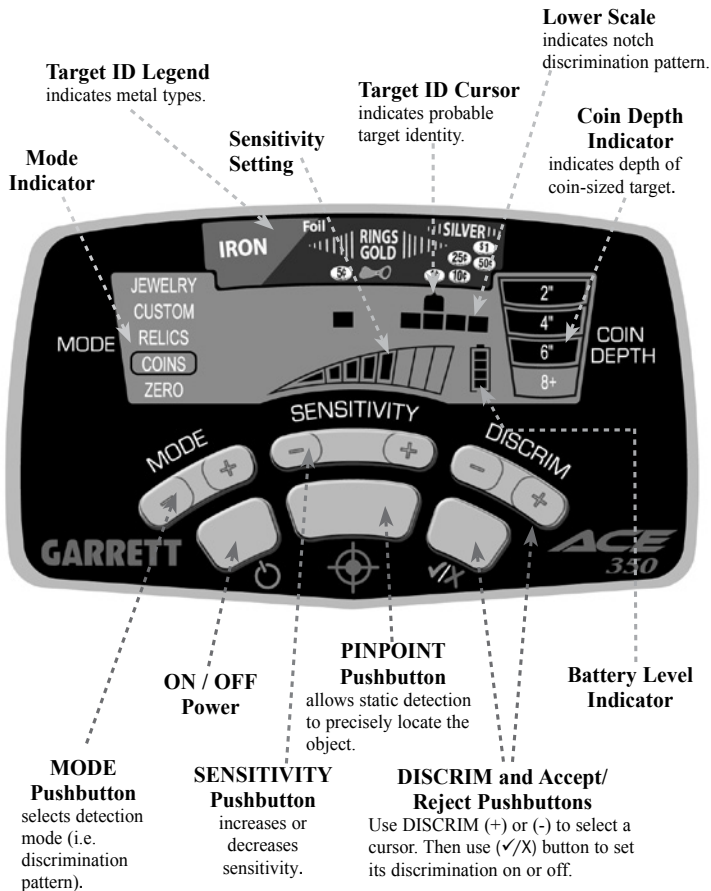 Lower Scale
indicates notch
discrimination pattern.
Target ID Legend
indicates metal types.
Target ID Cursor
indicates probable
target identity.
Sensitivity
Setting
Coin Depth
Indicator
indicates depth of
coin-sized target.
Mode
Indicator
IRON
Foil
RINGS
GOLD
SILVER
5¢
1¢
10¢
25¢
50¢
$1
MODE
JEWELRY
CUSTOM
RELICS
COINS
ZERO
2"
4"
6"
8+
COIN
DEPTH
SENSITIVITY
MODE
- +
- +
DISCRIM
- +
GARRETT
✓/X
ACE
350
ON / OFF
Power
PINPOINT
Pushbutton
allows static detection
to precisely locate the
object.
Battery Level
Indicator
MODE
Pushbutton
selects detection
mode (i.e.
discrimination
pattern).
SENSITIVITY
Pushbutton
increases or
decreases
sensitivity.
DISCRIM and Accept/
Reject Pushbuttons
Use DISCRIM (+) or (-) to select a
cursor. Then use (✓/X) button to set
its discrimination on or off.